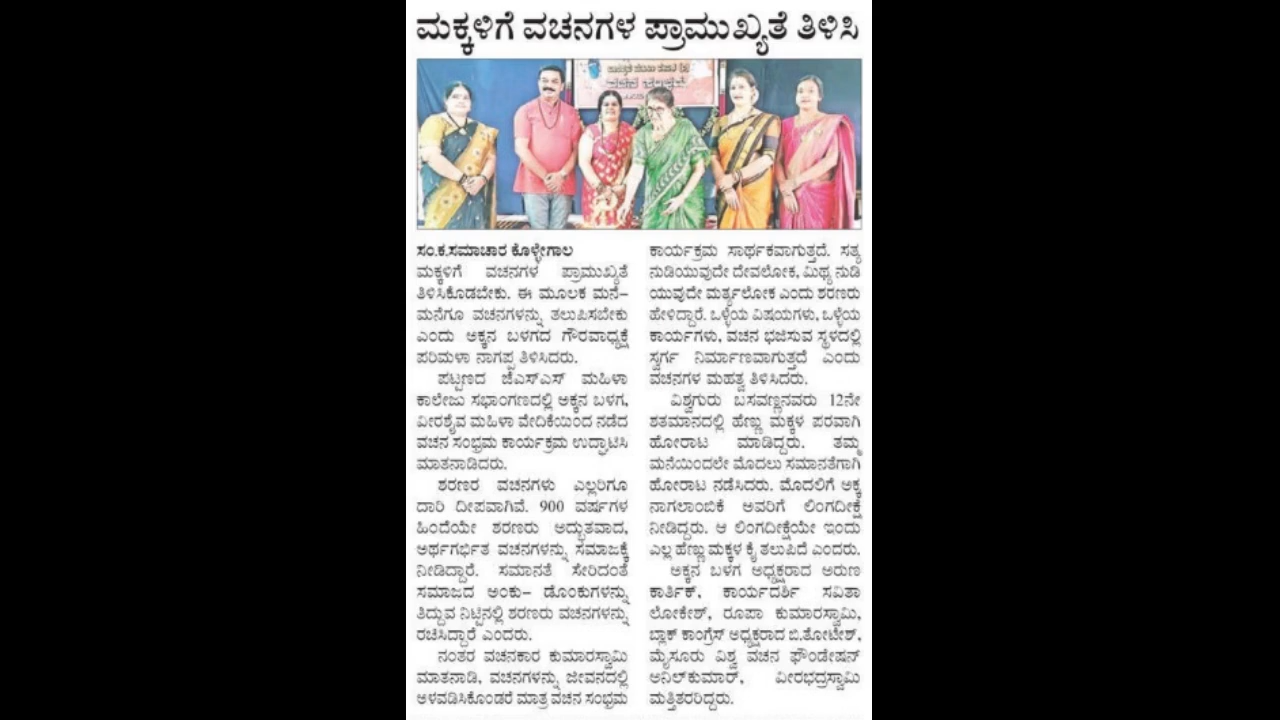 ಮಕ್ಕಳಿಗೆ ವಚನಗಳ ಪ್ರಾಮುಖ್ಯತೆ ತಿಳಿಸಿ
ವಚನ ಸಂಭ್ರಮ
ಸಂ.ಕ.ಸಮಾಚಾರ ಕೊಳ್ಳೇಗಾಲ
ಮಕ್ಕಳಿಗೆ ವಚನಗಳ ಪ್ರಾಮುಖ್ಯತೆ
ತಿಳಿಸಿಕೊಡಬೇಕು. ಈ ಮೂಲಕ ಮನೆ–
ಮನೆಗೂ ವಚನಗಳನ್ನು ತಲುಪಿಸಬೇಕು
ಎಂದು ಅಕ್ಕನ ಬಳಗದ ಗೌರವಾಧ್ಯಕ್ಷೆ
ಪರಿಮಳಾ ನಾಗಪ್ಪ ತಿಳಿಸಿದರು.
ಪಟ್ಟಣದ ಜೆಎಸ್ಎಸ್ ಮಹಿಳಾ
ಕಾಲೇಜು ಸಭಾಂಗಣದಲ್ಲಿ ಅಕ್ಕನ ಬಳಗ,
ವೀರಶೈವ ಮಹಿಳಾ ವೇದಿಕೆಯಿಂದ ನಡೆದ
ವಚನ ಸಂಭ್ರಮ ಕಾರ್ಯಕ್ರಮ ಉದ್ಘಾಟಿಸಿ
ಮಾತನಾಡಿದರು.
ಶರಣರ ವಚನಗಳು ಎಲ್ಲರಿಗೂ
ದಾರಿ ದೀಪವಾಗಿವೆ. 900 ವರ್ಷಗಳ
ಹಿಂದೆಯೇ ಶರಣರು ಅದ್ಭುತವಾದ,
ಅರ್ಥಗರ್ಭಿತ ವಚನಗಳನ್ನು ಸಮಾಜಕ್ಕೆ
ನೀಡಿದ್ದಾರೆ. ಸಮಾನತೆ ಸೇರಿದಂತೆ
ಸಮಾಜದ ಅಂಕು– ಡೊಂಕುಗಳನ್ನು
ತಿದ್ದುವ ನಿಟ್ಟಿನಲ್ಲಿ ಶರಣರು ವಚನಗಳನ್ನು
ರಚಿಸಿದ್ದಾರೆ ಎಂದರು.
ನಂತರ ವಚನಕಾರ ಕುಮಾರಸ್ವಾಮಿ
ಮಾತನಾಡಿ, ವಚನಗಳನ್ನು ಜೀವನದಲ್ಲಿ
ಅಳವಡಿಸಿಕೊಂಡರೆ ಮಾತ್ರ ವಚನ ಸಂಭ್ರಮ
ಕಾರ್ಯಕ್ರಮ ಸಾರ್ಥಕವಾಗುತ್ತದೆ. ಸತ್ಯ
ನುಡಿಯುವುದೇ ದೇವಲೋಕ, ಮಿಥ್ಯ ನುಡಿ
ಯುವುದೇ ಮರ್ತ್ಯಲೋಕ ಎಂದು ಶರಣರು
ಹೇಳಿದ್ದಾರೆ. ಒಳ್ಳೆಯ ವಿಷಯಗಳು, ಒಳ್ಳೆಯ
ಕಾರ್ಯಗಳು, ವಚನ ಭಜಿಸುವ ಸ್ಥಳದಲ್ಲಿ
ಸ್ವರ್ಗ ನಿರ್ಮಾಣವಾಗುತ್ತದೆ ಎಂದು
ವಚನಗಳ ಮಹತ್ವ ತಿಳಿಸಿದರು.
ವಿಶ್ವಗುರು ಬಸವಣ್ಣನವರು 12ನೇ
ಶತಮಾನದಲ್ಲಿ ಹೆಣ್ಣು ಮಕ್ಕಳ ಪರವಾಗಿ
ಹೋರಾಟ ಮಾಡಿದ್ದರು. ತಮ್ಮ
ಮನೆಯಿಂದಲೇ ಮೊದಲು ಸಮಾನತೆಗಾಗಿ
ಹೋರಾಟ ನಡೆಸಿದರು. ಮೊದಲಿಗೆ ಅಕ್ಕ
ನಾಗಲಾಂಬಿಕೆ ಅವರಿಗೆ ಲಿಂಗದೀಕ್ಷೆ
ನೀಡಿದ್ದರು. ಆ ಲಿಂಗದೀಕ್ಷೆಯೇ ಇಂದು
ಎಲ್ಲ ಹೆಣ್ಣು ಮಕ್ಕಳ ಕೈ ತಲುಪಿದೆ ಎಂದರು.
ಅಕ್ಕನ ಬಳಗ ಅಧ್ಯಕ್ಷರಾದ ಅರುಣ
ಕಾರ್ತಿಕ್, ಕಾರ್ಯದರ್ಶಿ ಸವಿತಾ
ಲೋಕೇಶ್, ರೂಪಾ ಕುಮಾರಸ್ವಾಮಿ,
ಬ್ಲಾಕ್ ಕಾಂಗ್ರೆಸ್ ಅಧ್ಯಕ್ಷರಾದ ಬಿ.ತೋಟೇಶ್,
ಮೈಸೂರು ವಿಶ್ವ ವಚನ ಫೌಂಡೇಷನ್
ಅನಿಲ್‌ಕುಮಾರ್, ವೀರಭದ್ರಸ್ವಾಮಿ
ಮತ್ತಿತರರಿದ್ದರು.